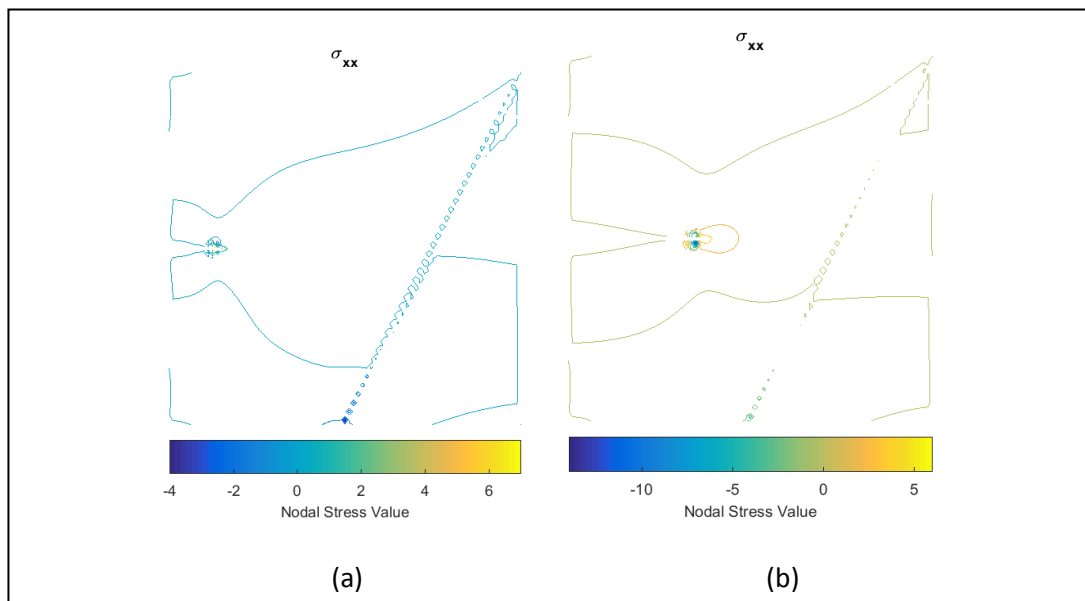 σxx
σxx
-4 -2 0 2 4 6
-10 -5 0 5
Nodal Stress Value
Nodal Stress Value
(a)
(b)